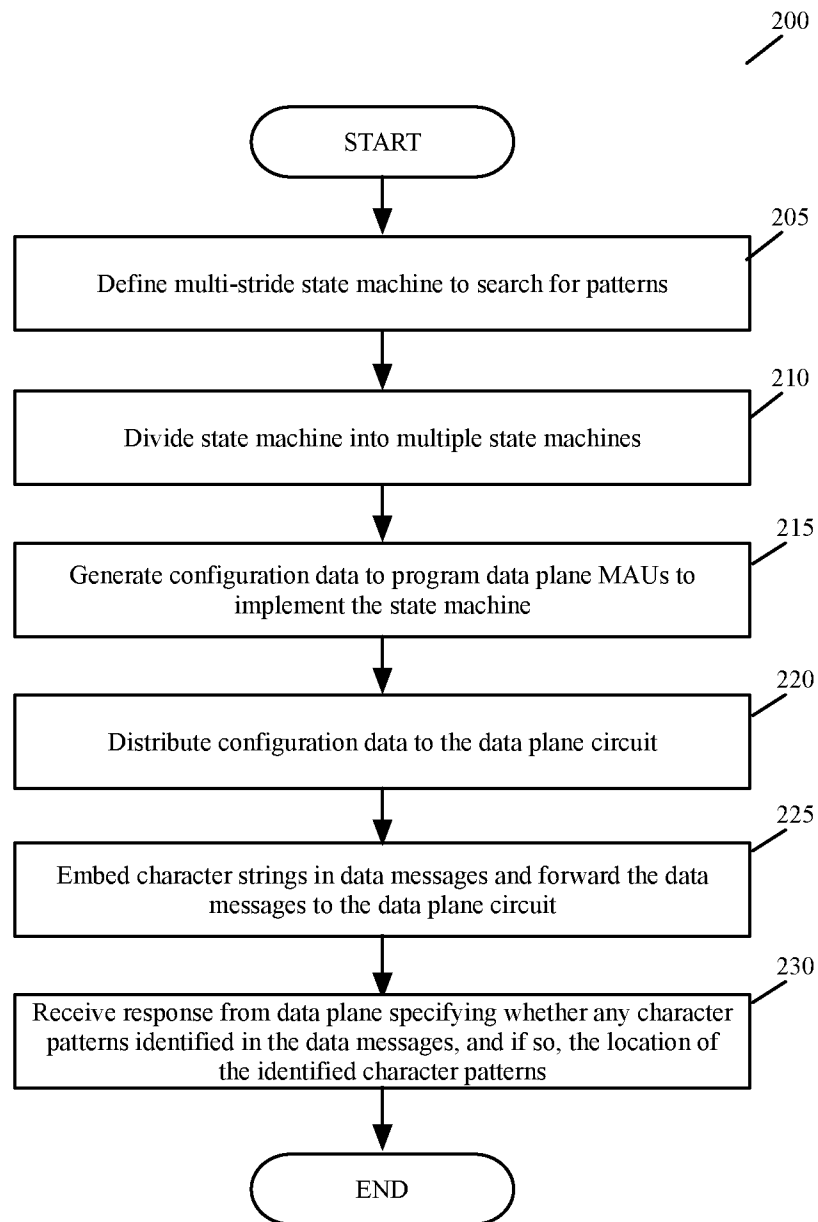 200
START
205
Define multi-stride state machine to search for patterns
210
Divide state machine into multiple state machines
215
Generate configuration data to program data plane MAUs to
implement the state machine
220
Distribute configuration data to the data plane circuit
225
Embed character strings in data messages and forward the data
messages to the data plane circuit
230
Receive response from data plane specifying whether any character
patterns identified in the data messages, and if so, the location of
the identified character patterns
END